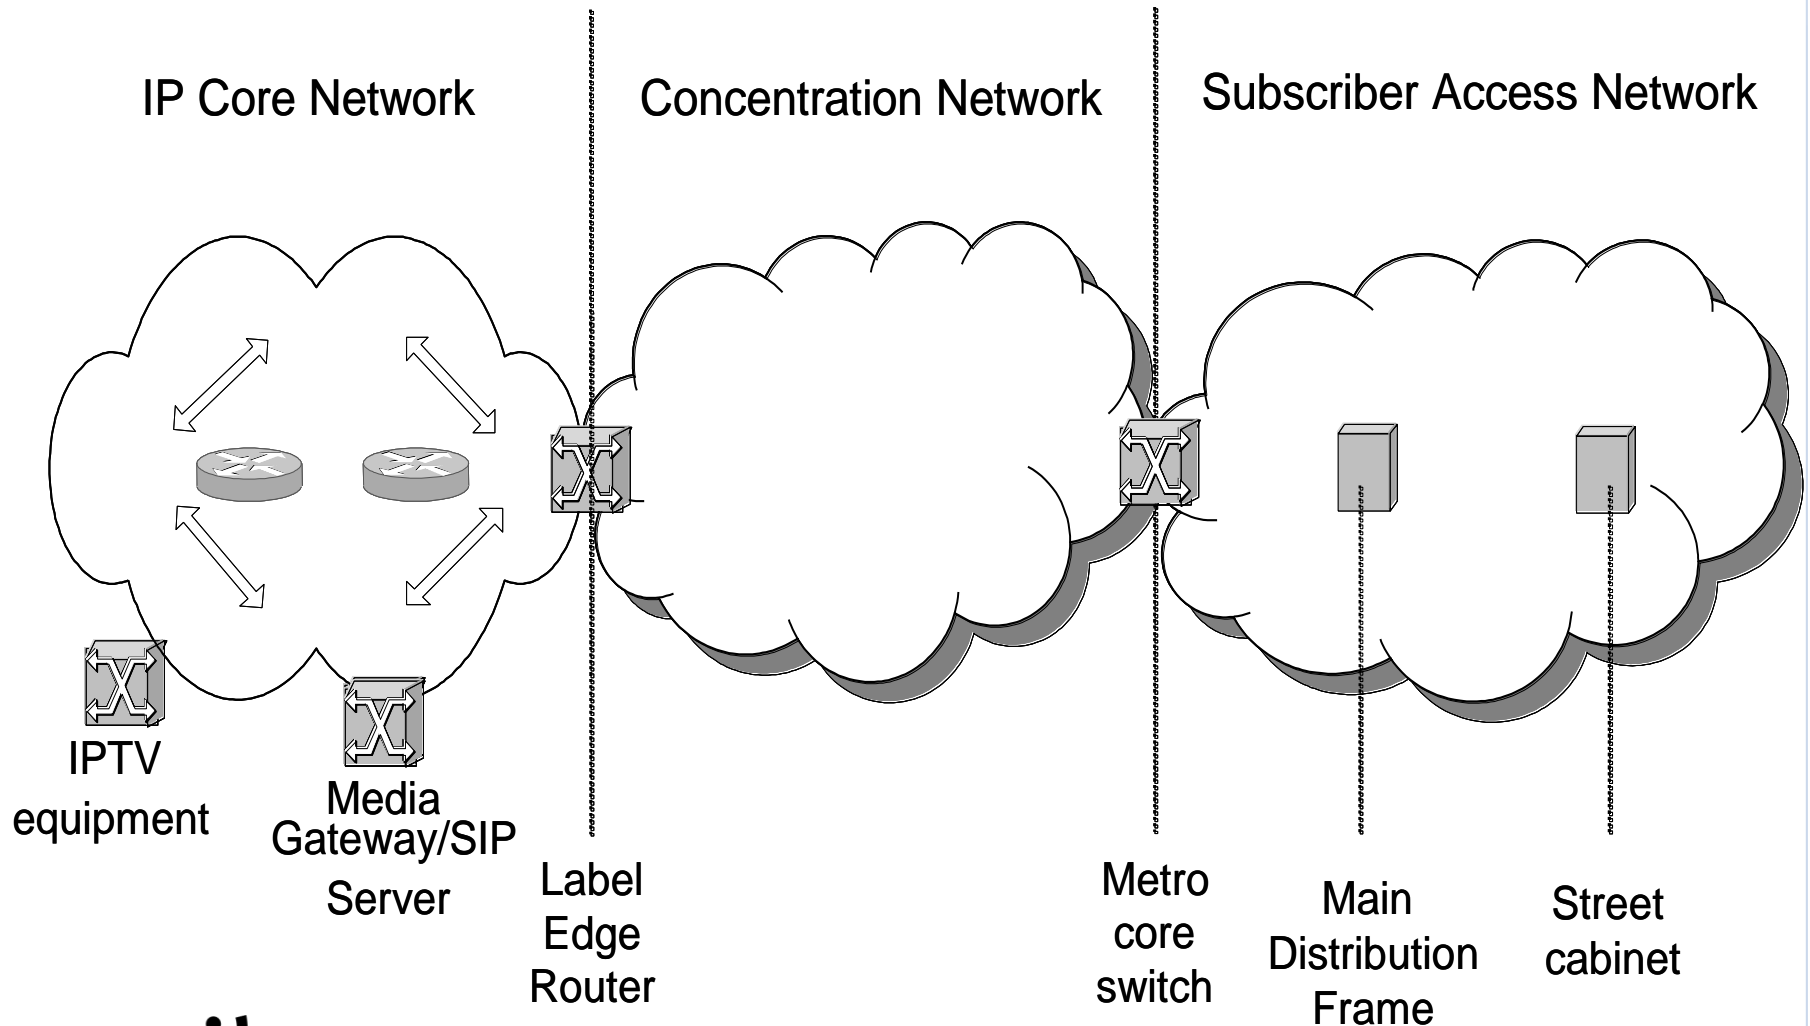 IP Core Network
Concentration Network
Subscriber Access Network
IPTV
equipment
Media
Gateway/SIP
Server
Label
Edge
Router
Metro
core
switch
Main
Distribution
Frame
Street
cabinet